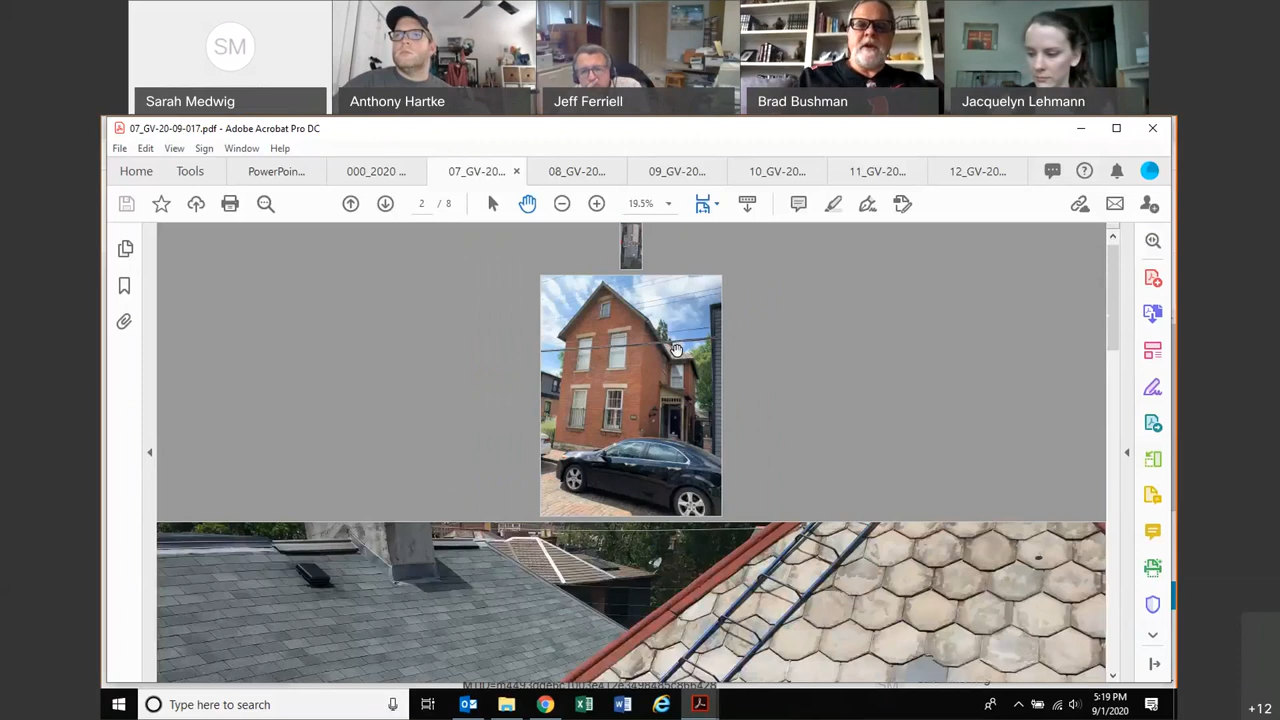 SM
Sarah Medwig
Anthony Hartke
Jeff Ferriell
Brad Bushman
Jacquelyn Lehmann
07_GV-20-09-017.pdf - Adobe Acrobat Pro DC
File Edit View Sign Window Help
Home Tools PowerPoin... 000_2020 ... 07_GV-20... 08_GV-20... 09_GV-20... 10_GV-20... 11_GV-20... 12_GV-20...
2 / 8 19.5%
SM
+12
Type here to search
5:19 PM
9/1/2020